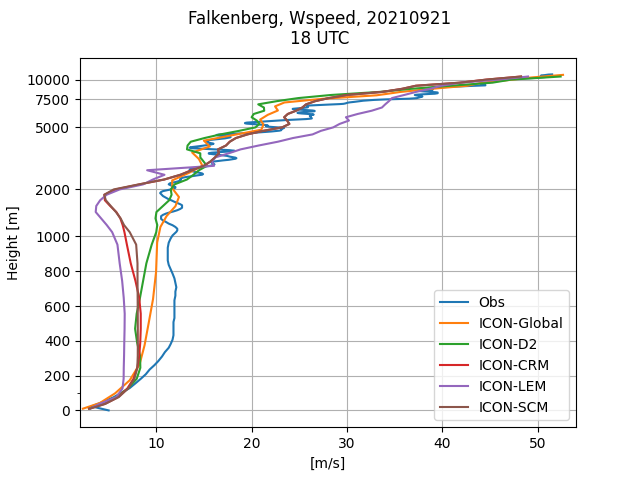 Falkenberg, Wspeed, 20210921
18 UTC
Height [m]
10000
7500
5000
2000
1000
800
600
400
200
0
Obs
ICON-Global
ICON-D2
ICON-CRM
ICON-LEM
ICON-SCM
10 20 30 40 50
[m/s]